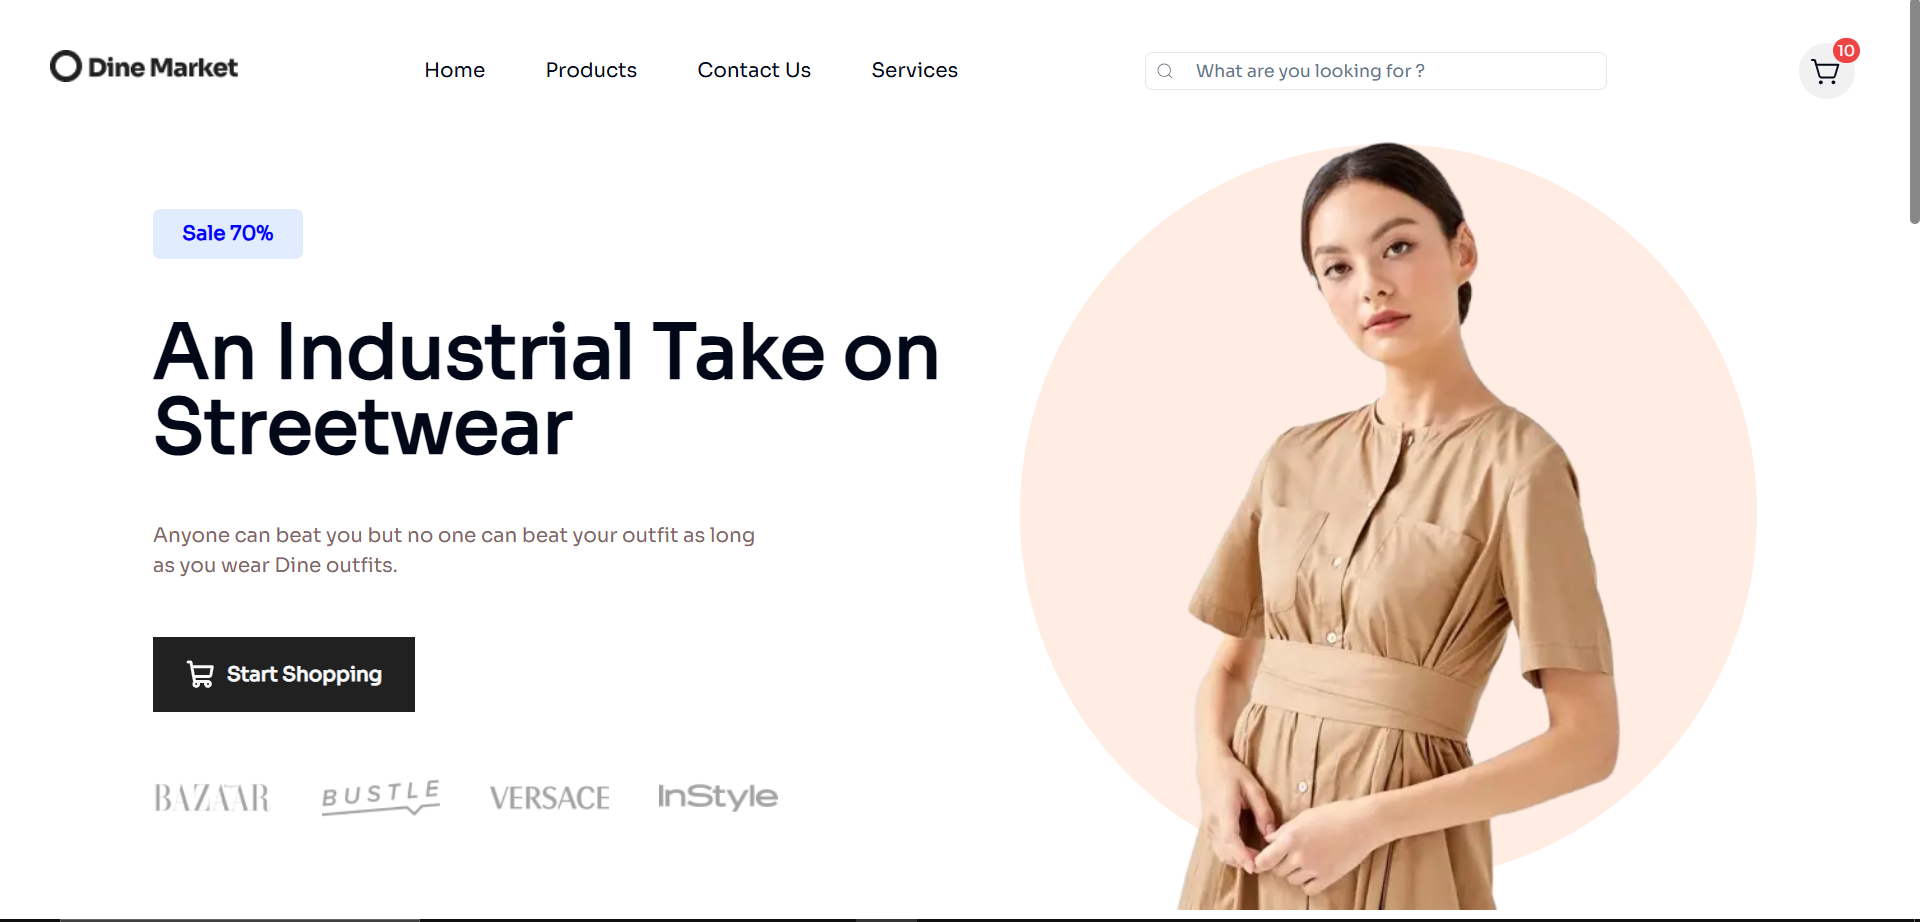 Dine Market
Home
Products
Contact Us
Services
What are you looking for ?
10
Sale 70%
An Industrial Take on
Streetwear
Anyone can beat you but no one can beat your outfit as long
as you wear Dine outfits.
Start Shopping
BAZAAR
BUSTLE
VERSACE
InStyle